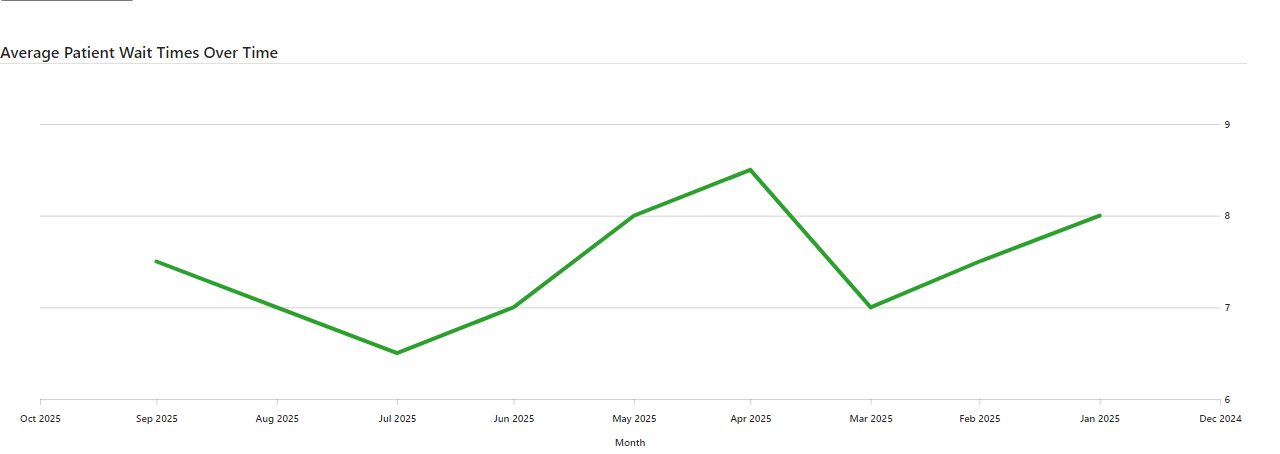 Average Patient Wait Times Over Time
9
8
7
6
Oct 2025 Sep 2025 Aug 2025 Jul 2025 Jun 2025 May 2025 Apr 2025 Mar 2025 Feb 2025 Jan 2025 Dec 2024
Month